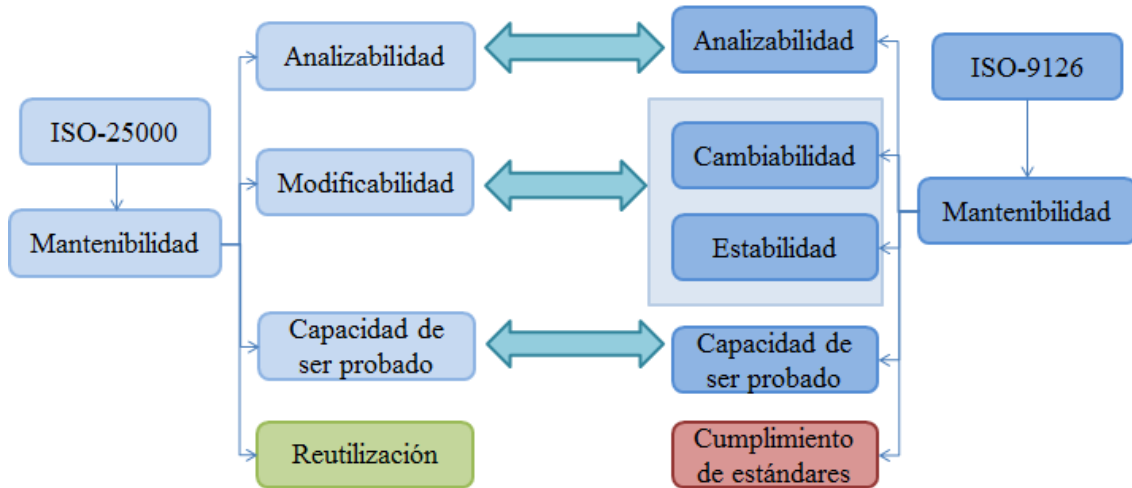 ISO-25000
Mantenibilidad
Analizabilidad
Modificabilidad
Capacidad de
ser probado
Reutilización
Analizabilidad
Cambiabilidad
Estabilidad
Capacidad de
ser probado
Cumplimiento
de estándares
ISO-9126
Mantenibilidad